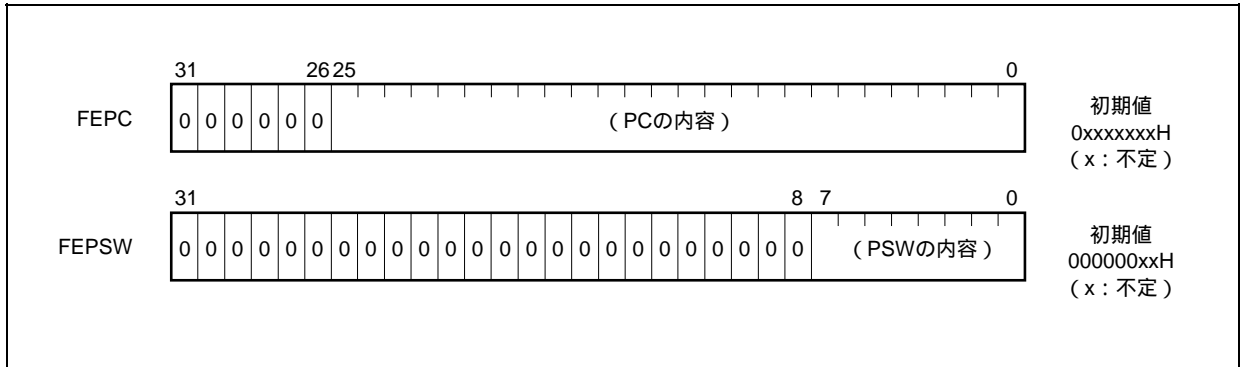 31 26 25 0
FEPC 0 0 0 0 0 0 （PCの内容） 初期値
0xxxxxxxH
（x：不定）
31 8 7 0
FEPSW 0 0 0 0 0 0 0 0 0 0 0 0 0 0 0 0 0 0 0 0 0 0 0 0 （PSWの内容） 初期値
000000xxH
（x：不定）